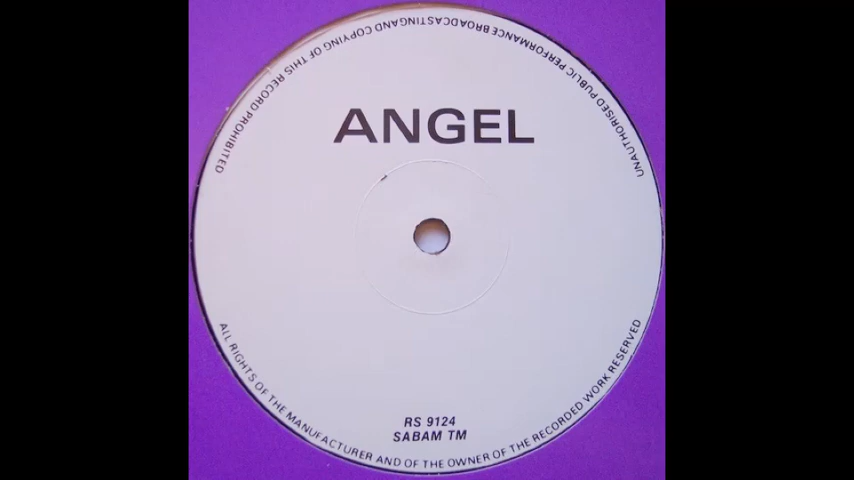 UNAUTHORISED PUBLIC PERFORMANCE BROADCASTINGAND COPYING OF THIS RECORD PROHIBITED
ANGEL
RS 9124
SABAM TM
ALL RIGHTS OF THE MANUFACTURER AND OF THE OWNER OF THE RECORDED WORK RESERVED